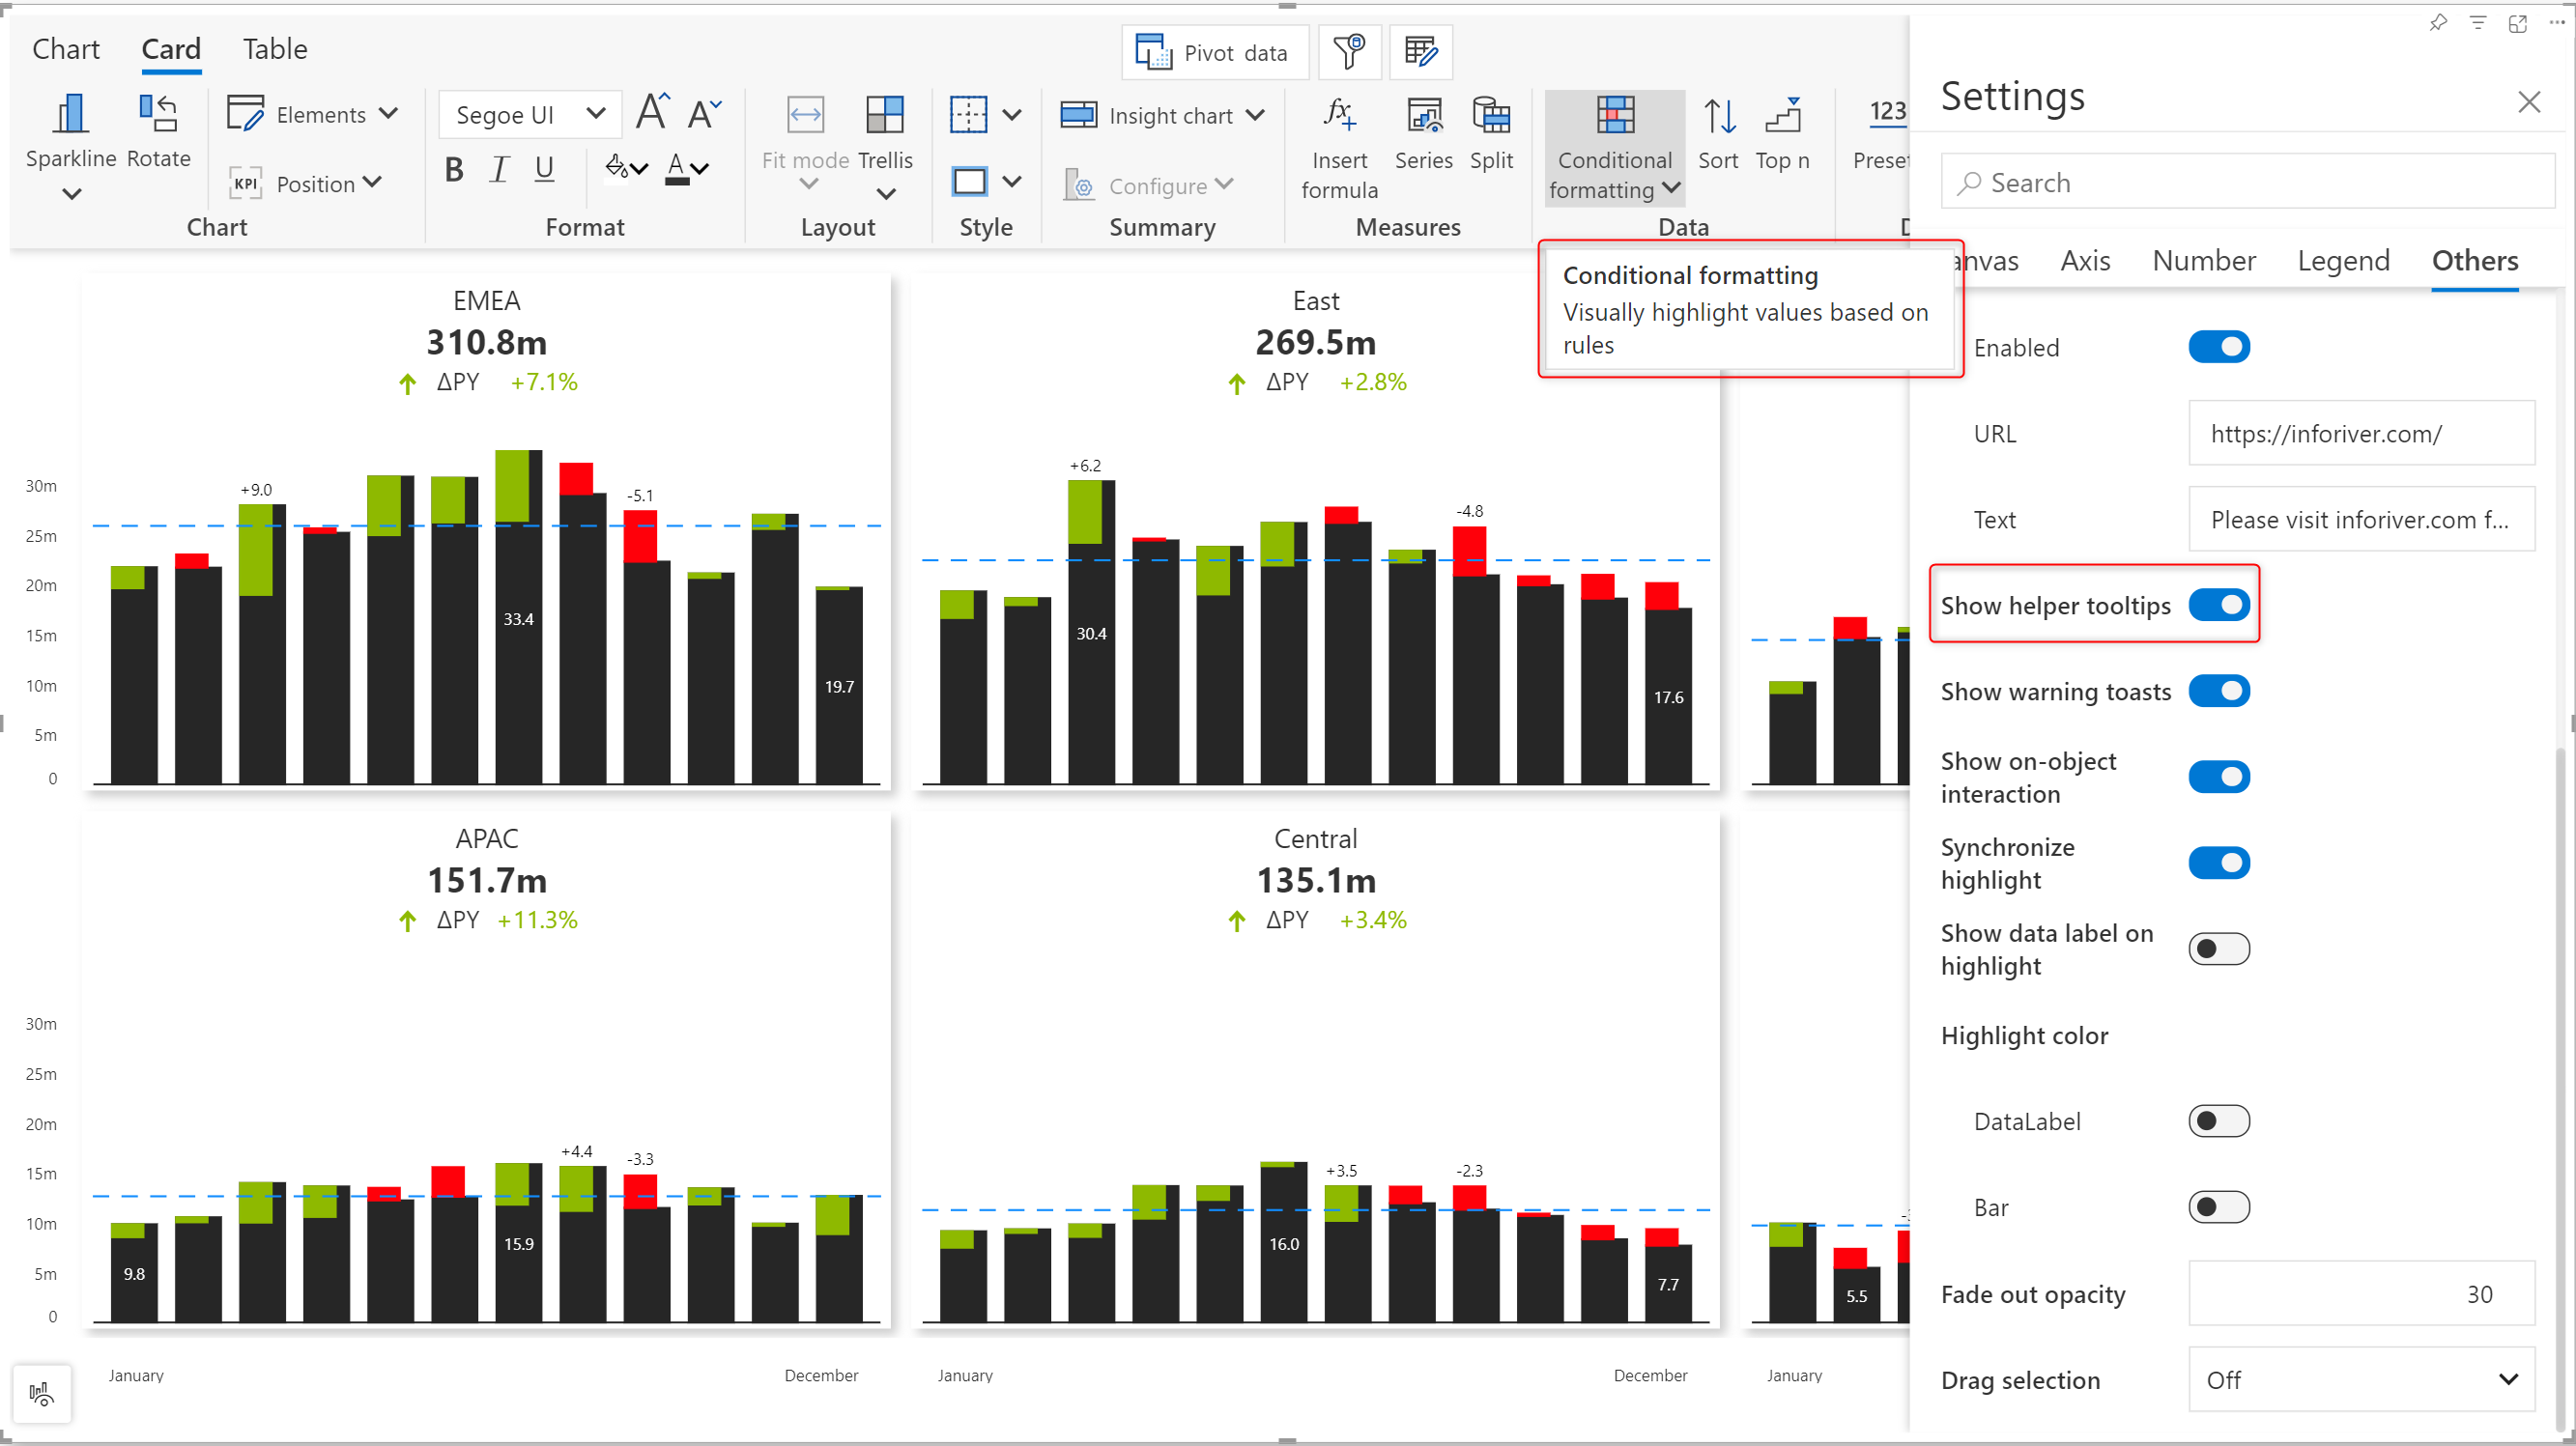 Chart Card Table
Pivot data
Sparkline Rotate
Elements
KPI Position
Chart
Segoe UI A A
B I U A
Format
Fit mode Trellis
Layout
Style
Insight chart
Configure
Summary
fx
Insert
formula
Series Split
Measures
Conditional
formatting
Sort Top n
Data
123
Conditional formatting
Visually highlight values based on
rules
EMEA
310.8m
ΔPY +7.1%
30m
25m
20m
15m
10m
5m
0
+9.0
-5.1
33.4
19.7
East
269.5m
ΔPY +2.8%
+6.2
-4.8
30.4
17.6
APAC
151.7m
ΔPY +11.3%
30m
25m
20m
15m
10m
5m
0
+4.4
-3.3
9.8
15.9
Central
135.1m
ΔPY +3.4%
+3.5
-2.3
16.0
7.7
5.5
January December January December January
Settings
Search
Axis Number Legend Others
Enabled
URL https://inforiver.com/
Text Please visit inforiver.com f...
Show helper tooltips
Show warning toasts
Show on-object
interaction
Synchronize
highlight
Show data label on
highlight
Highlight color
DataLabel
Bar
Fade out opacity 30
Drag selection Off